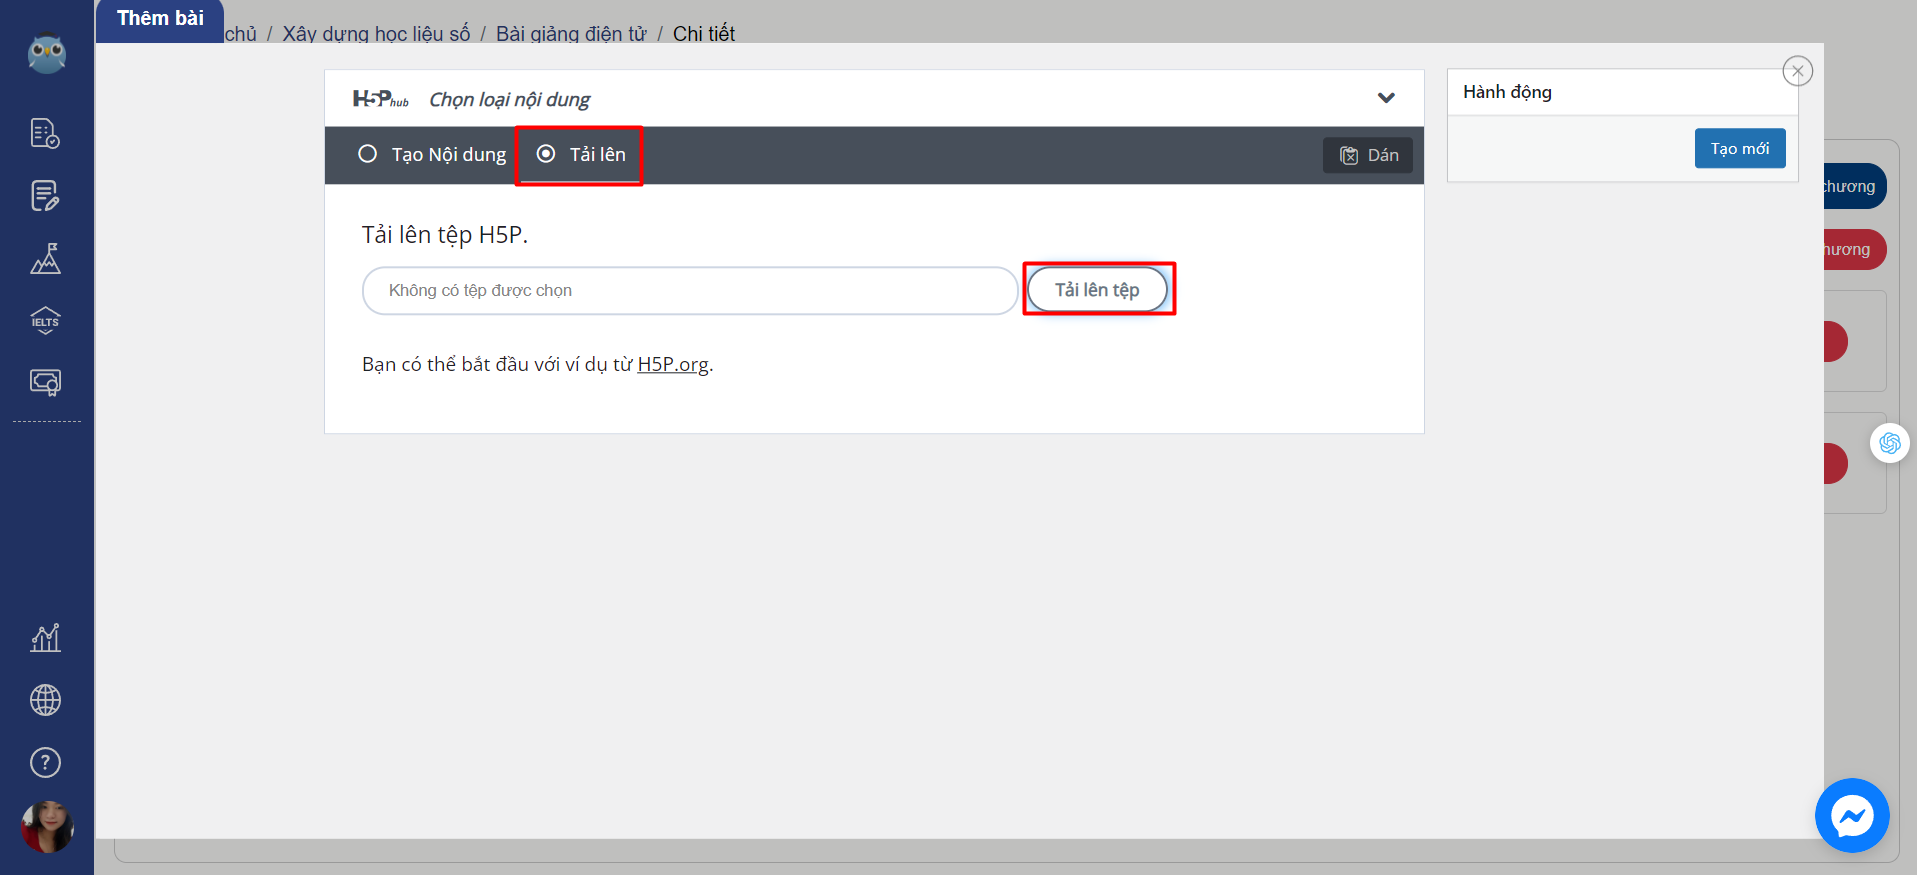 Thêm bài
chủ / Xây dựng học liệu số / Bài giảng điện tử / Chi tiết
H5P hub Chọn loại nội dung
Hành động
Tạo Nội dung Tải lên Dán
Tạo mới
chương
Tải lên tệp H5P.
hương
Không có tệp được chọn Tải lên tệp
IELTS
Bạn có thể bắt đầu với ví dụ từ H5P.org.
?